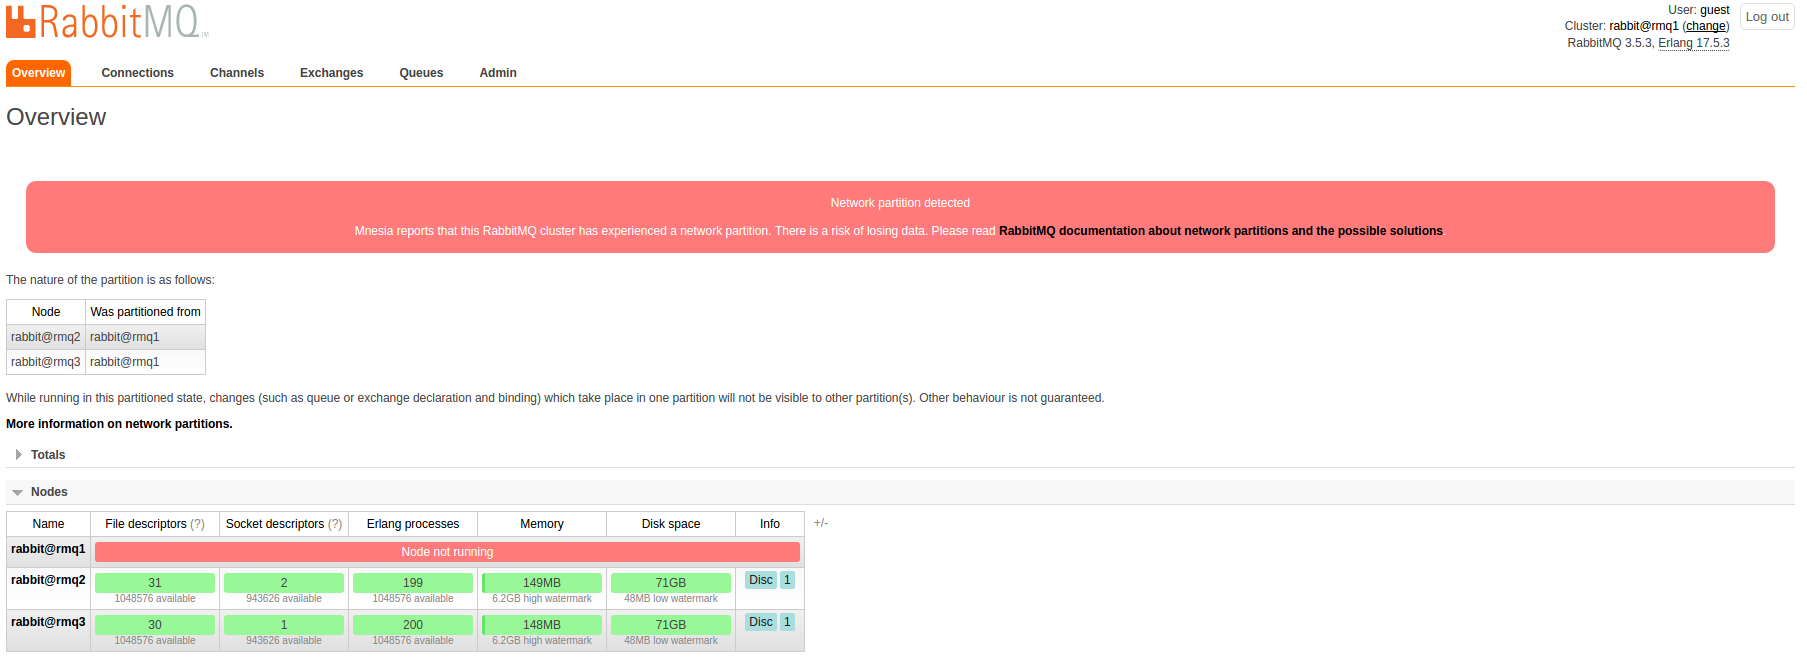 RabbitMQ™
User: guest
Cluster: rabbit@rmq1 (change)
RabbitMQ 3.5.3, Erlang 17.5.3
Log out
Overview Connections Channels Exchanges Queues Admin
Overview
Network partition detected
Mnesia reports that this RabbitMQ cluster has experienced a network partition. There is a risk of losing data. Please read RabbitMQ documentation about network partitions and the possible solutions.
The nature of the partition is as follows:
Node Was partitioned from
rabbit@rmq2 rabbit@rmq1
rabbit@rmq3 rabbit@rmq1
While running in this partitioned state, changes (such as queue or exchange declaration and binding) which take place in one partition will not be visible to other partition(s). Other behaviour is not guaranteed.
More information on network partitions.
Totals
Nodes
Name File descriptors (?) Socket descriptors (?) Erlang processes Memory Disk space Info +/-
rabbit@rmq1 Node not running
rabbit@rmq2 31 2 199 149MB 71GB Disc 1
1048576 available 943626 available 1048576 available 6.2GB high watermark 48MB low watermark
rabbit@rmq3 30 1 200 148MB 71GB Disc 1
1048576 available 943626 available 1048576 available 6.2GB high watermark 48MB low watermark